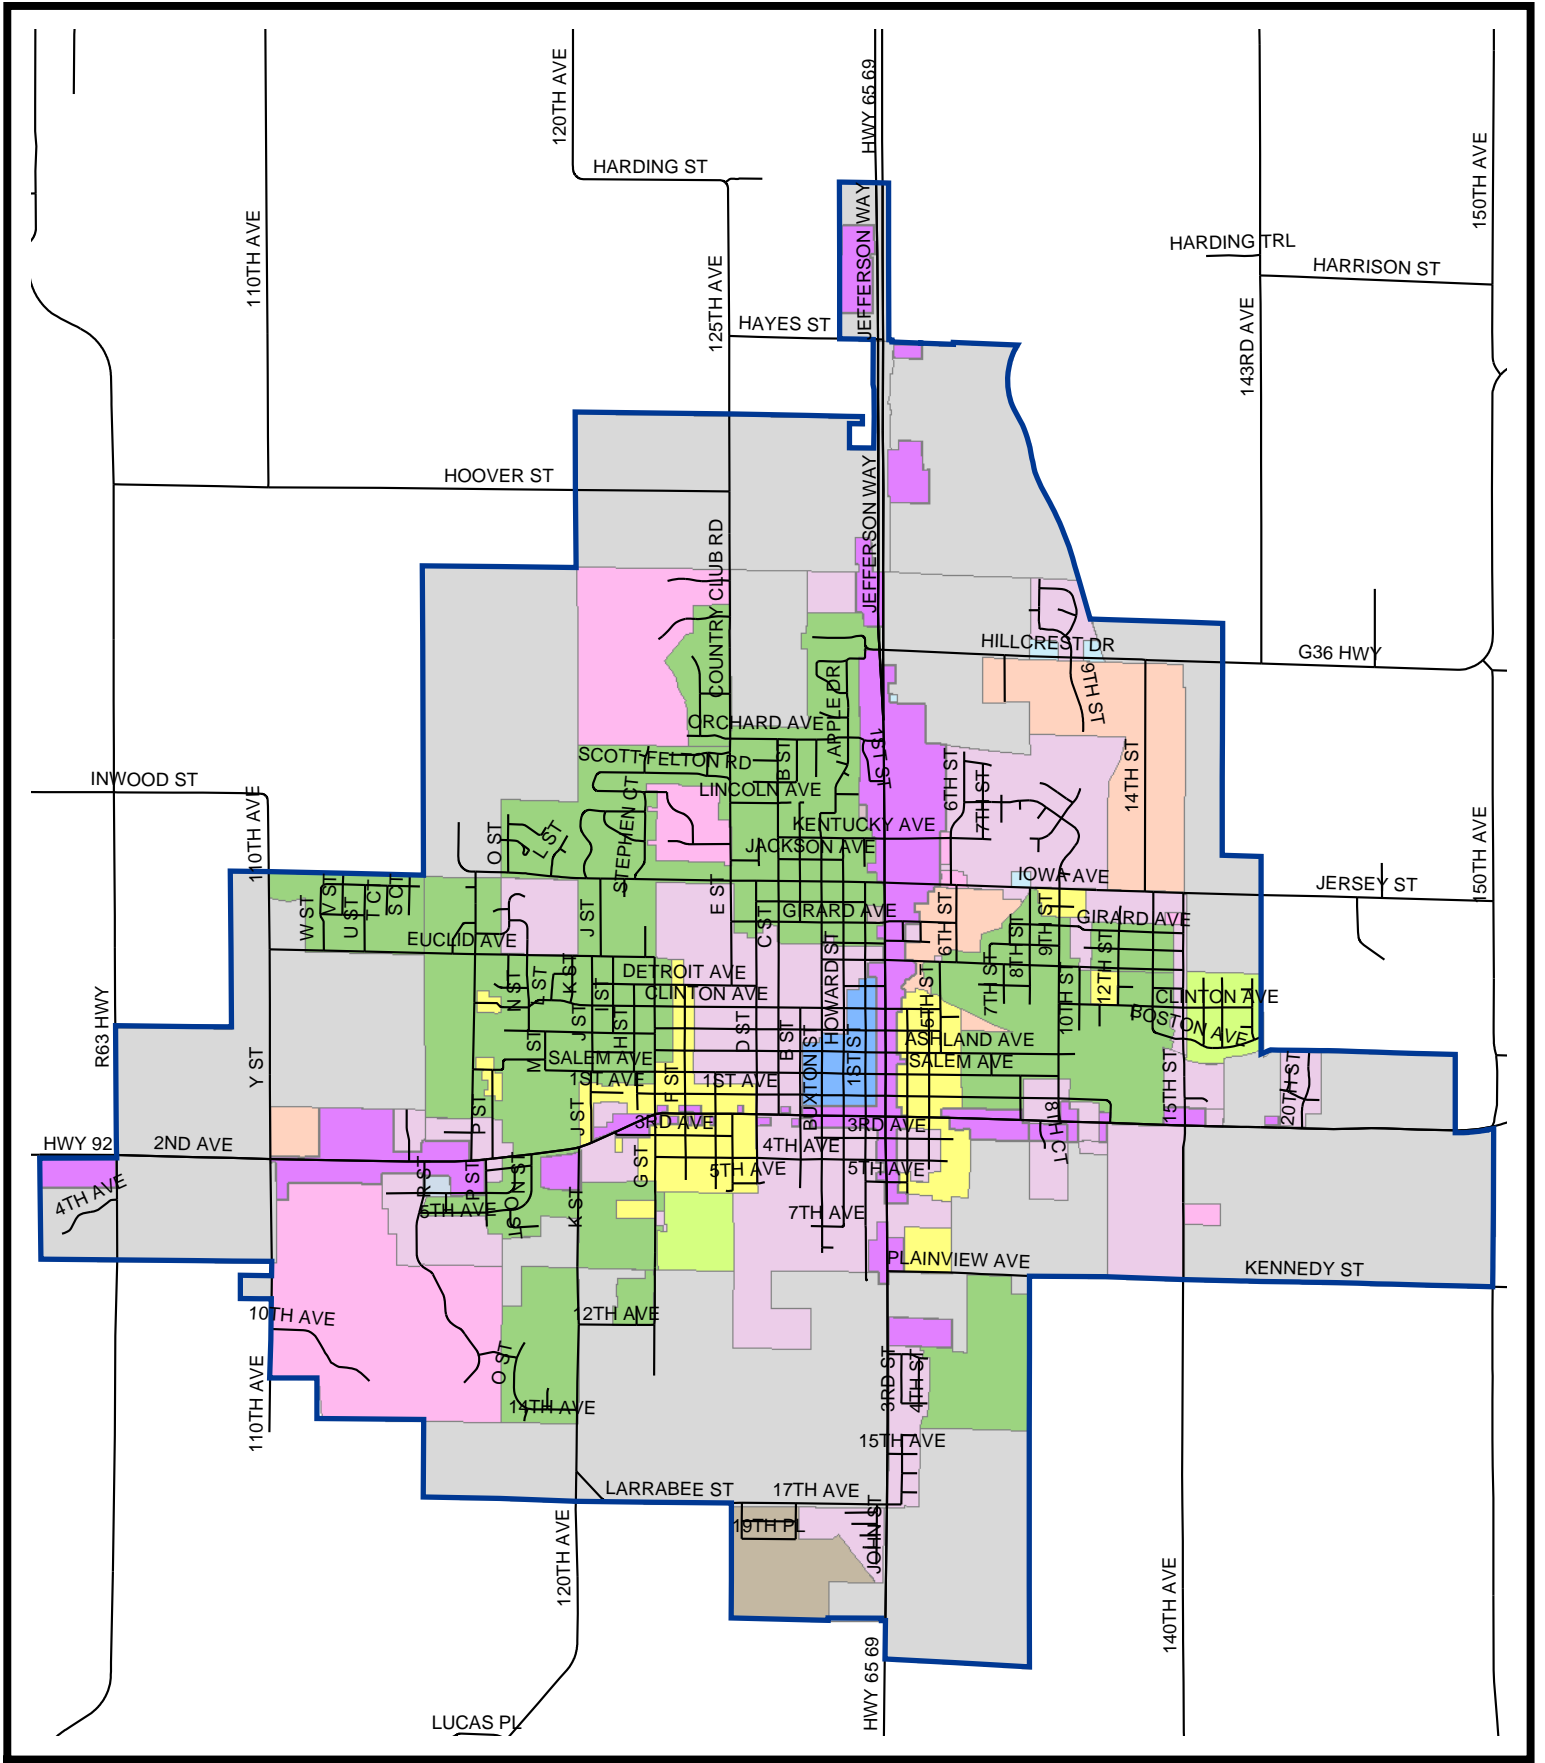 120TH AVE
HWY 65 69
HARDING ST
150TH AVE
JEFFERSON WAY
110TH AVE
HARDING TRL
HARRISON ST
125TH AVE
HAYES ST
143RD AVE
HOOVER ST
JEFFERSON WAY
COUNTRY CLUB RD
HILLCREST DR
G36 HWY
9TH ST
APPLE DR
ORCHARD AVE
1ST ST
SCOTT-FELTON RD
B ST
14TH ST
INWOOD ST
LINCOLN AVE
6TH ST
7TH ST
STEPHEN CT
110TH AVE
KENTUCKY AVE
150TH AVE
O ST
L ST
JACKSON AVE
IOWA AVE
JERSEY ST
V ST
T CT
S CT
E ST
W ST
U ST
J ST
C ST
GIRARD AVE
6TH ST
9TH ST
GIRARD AVE
EUCLID AVE
HOWARD ST
8TH ST
12TH ST
DETROIT AVE
N ST
L ST
K ST
I ST
CLINTON AVE
5TH ST
7TH ST
10TH ST
CLINTON AVE
BOSTON AVE
R63 HWY
J ST
H ST
D ST
B ST
BUXTON ST
1ST ST
ASHLAND AVE
Y ST
M ST
SALEM AVE
SALEM AVE
1ST AVE
F ST
1ST AVE
15TH ST
20TH ST
P ST
J ST
3RD AVE
3RD AVE
8TH CT
HWY 92
2ND AVE
4TH AVE
G ST
5TH AVE
5TH AVE
R ST
P ST
N ST
4TH AVE
5TH AVE
O ST
K ST
7TH AVE
PLAINVIEW AVE
KENNEDY ST
10TH AVE
12TH AVE
O ST
3RD ST
4TH ST
110TH AVE
14TH AVE
15TH AVE
LARRABEE ST
17TH AVE
19TH PL
JOHN ST
120TH AVE
140TH AVE
HWY 65 69
LUCAS PL